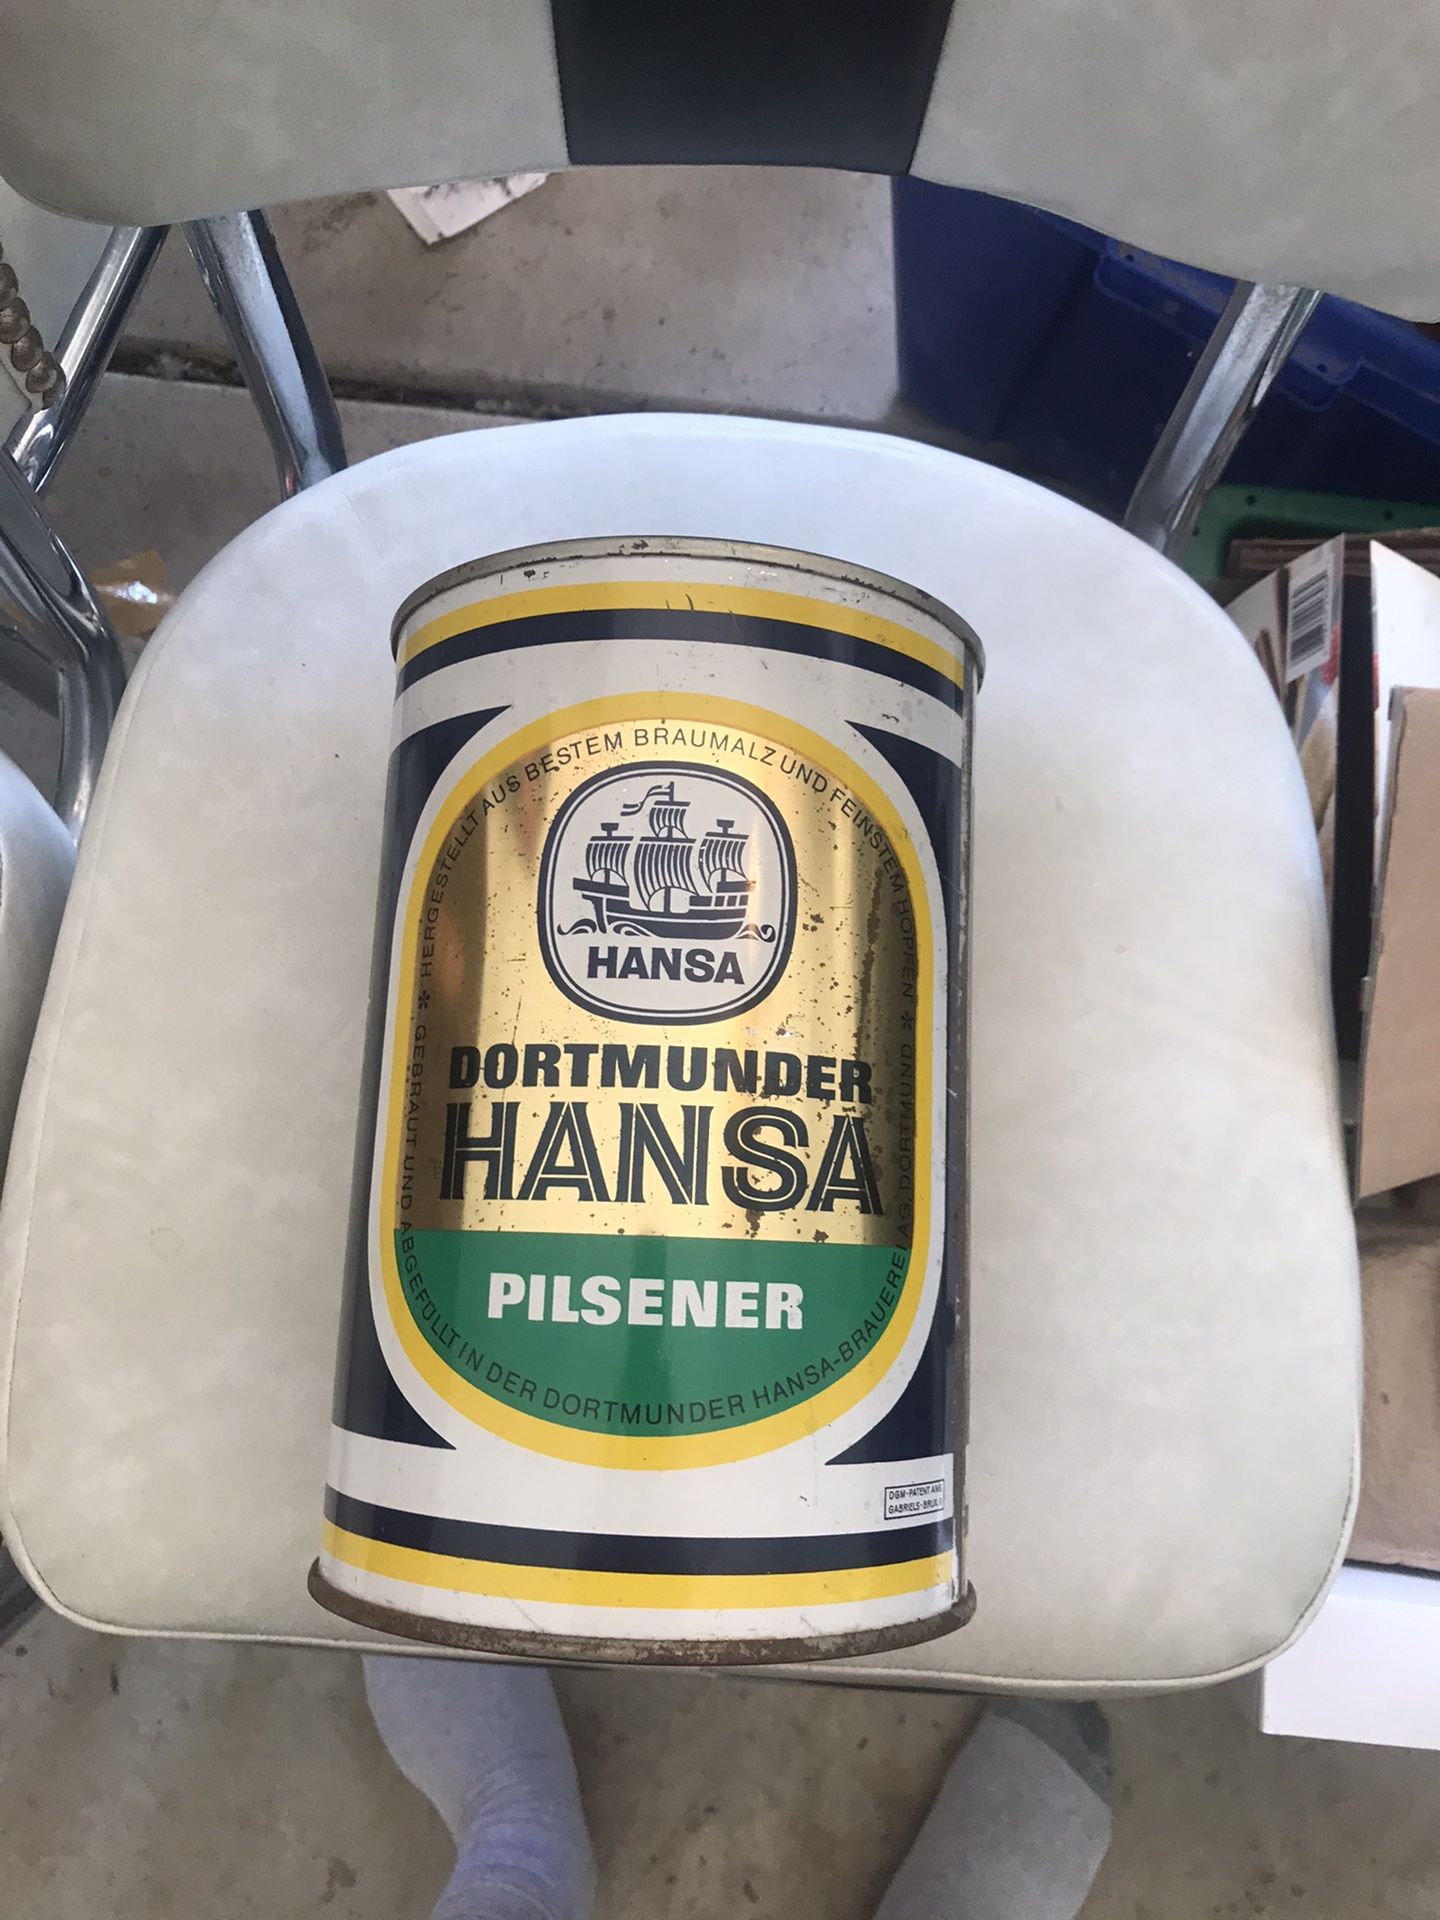 HERGESTELLT AUS BESTEM BRAUMALZ UND FEINSTEM HOPFEN *
HANSA
DORTMUNDER
HANSA
PILSENER
* GEBRAUT UND ABGEFÜLLT IN DER DORTMUNDER HANSA-BRAUEREI AG, DORTMUND
DGM-PATENT ANG.